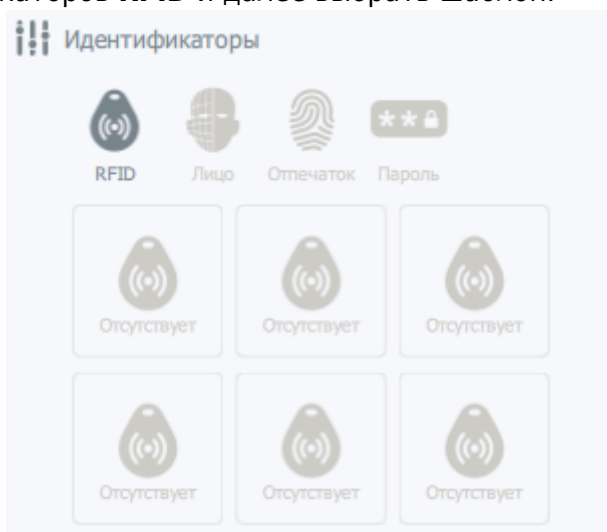 Идентификаторы
* *
RFID Лицо Отпечаток Пароль
Отсутствует Отсутствует Отсутствует
Отсутствует Отсутствует Отсутствует